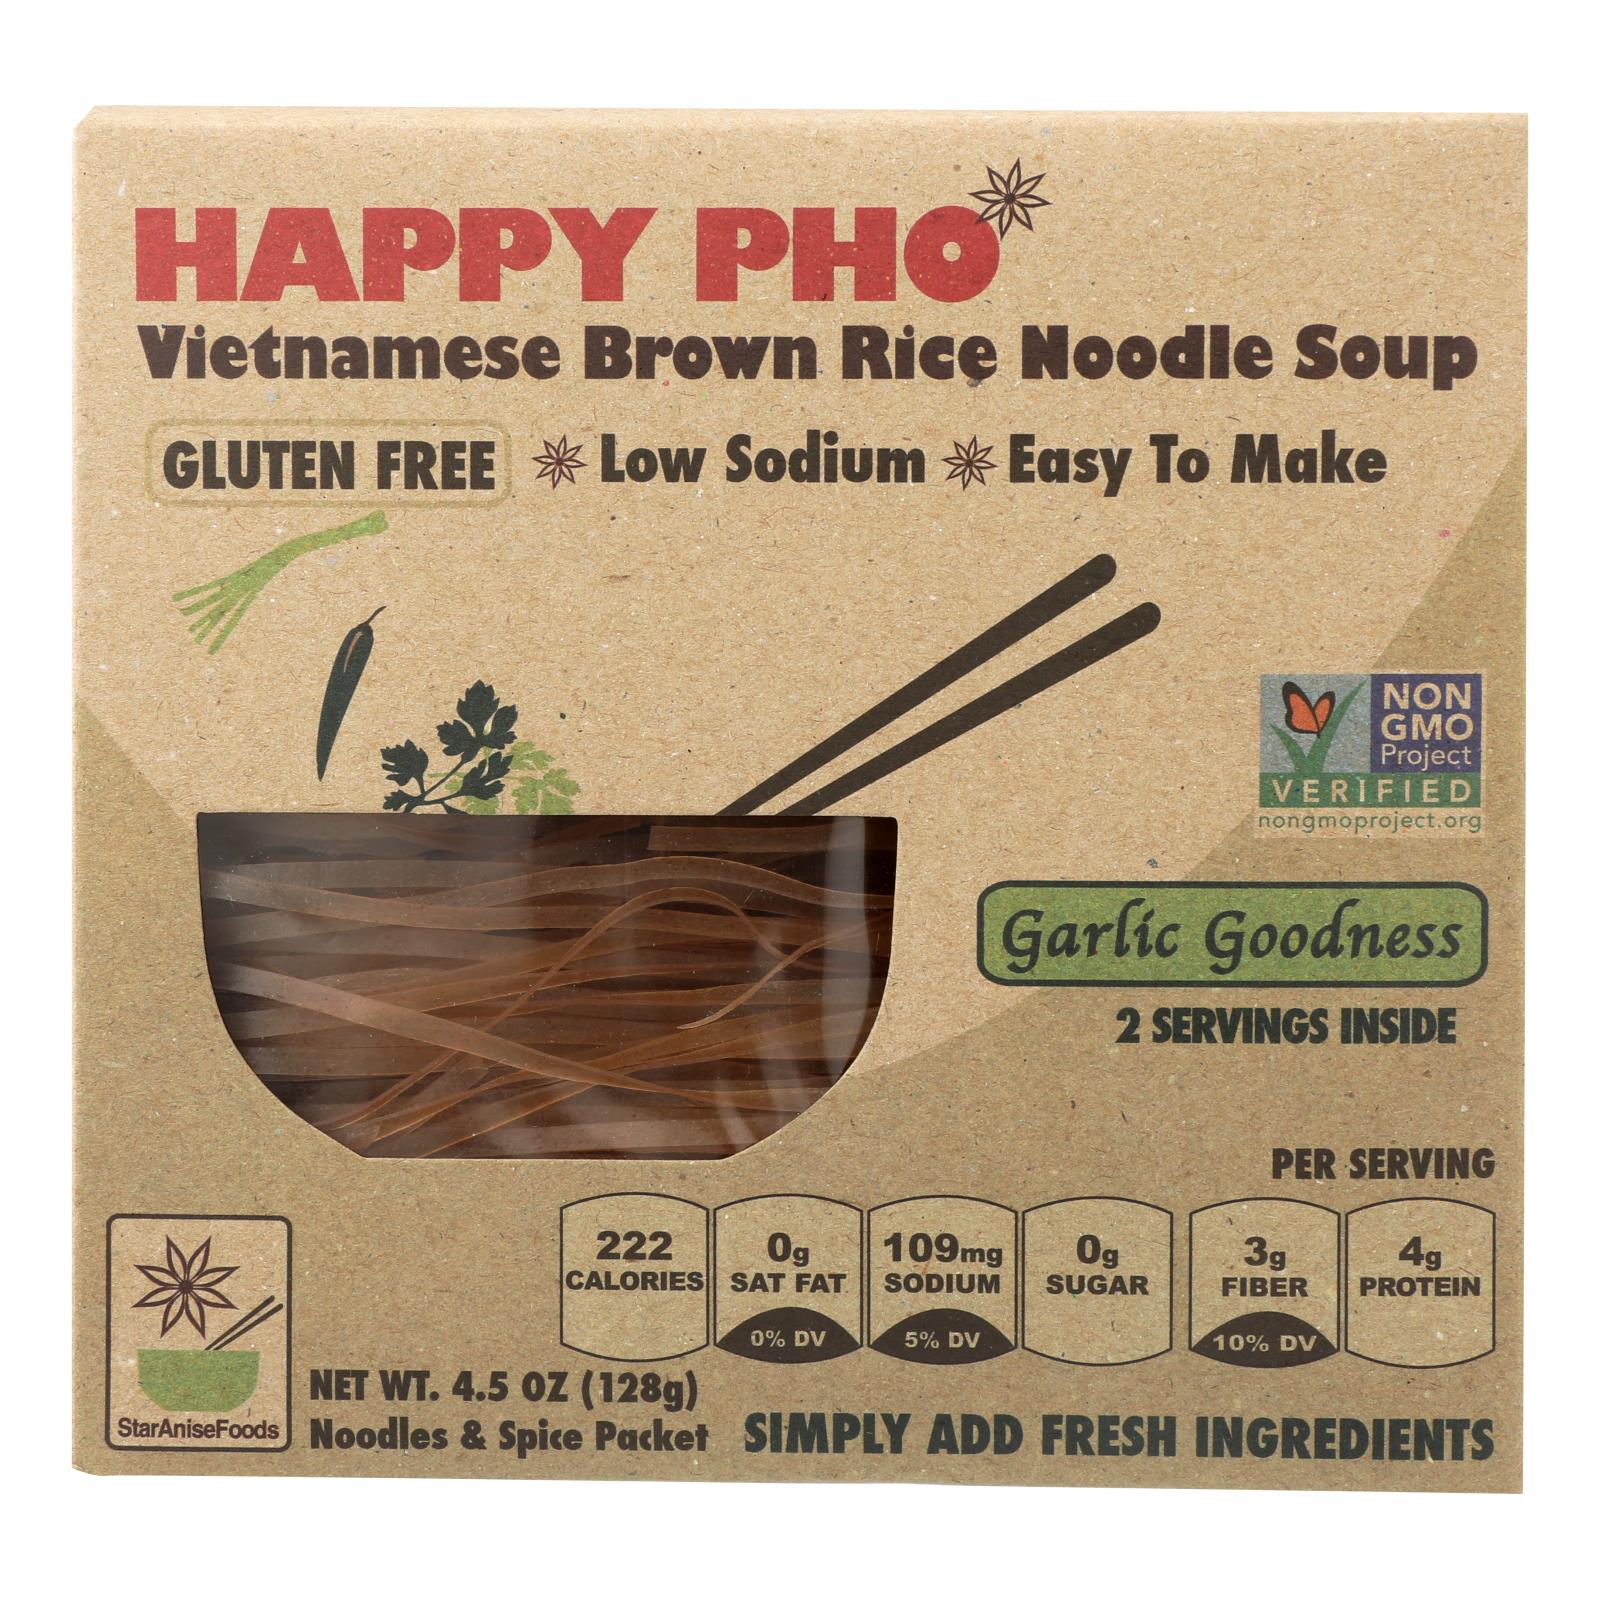 HAPPY PHO
Vietnamese Brown Rice Noodle Soup
GLUTEN FREE Low Sodium Easy To Make
NON
GMO
Project
VERIFIED
nongmoproject.org
Garlic Goodness
2 SERVINGS INSIDE
PER SERVING
222
CALORIES
0g
SAT FAT
0% DV
109mg
SODIUM
5% DV
0g
SUGAR
3g
FIBER
10% DV
4g
PROTEIN
StarAniseFoods
NET WT. 4.5 OZ (128g)
Noodles & Spice Packet
SIMPLY ADD FRESH INGREDIENTS